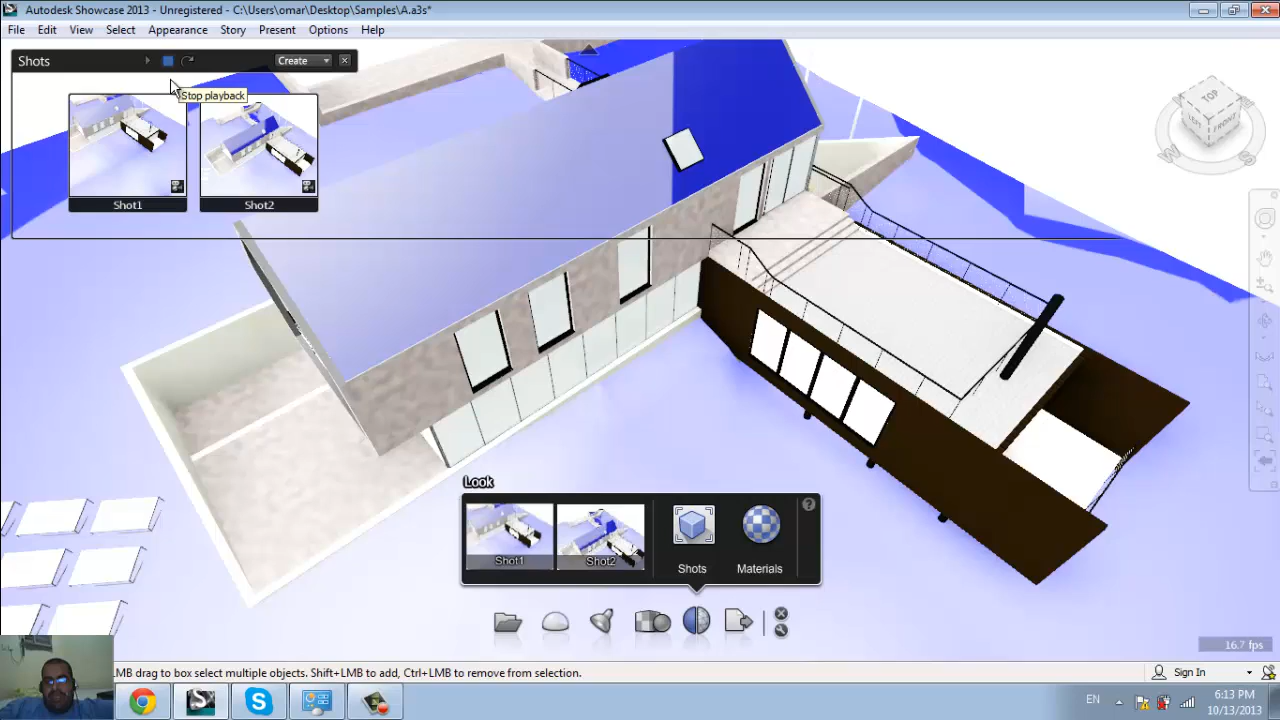 Autodesk Showcase 2013 - Unregistered - C:\Users\omar\Desktop\Samples\A.a3s*
File Edit View Select Appearance Story Present Options Help
Shots
Create
Stop playback
Shot1
Shot2
TOP
LEFT
FRONT
W
S
Look
Shot1
Shot2
Shots
Materials
?
16.7 fps
LMB drag to box select multiple objects. Shift+LMB to add, Ctrl+LMB to remove from selection.
Sign In
EN
6:13 PM
10/13/2013